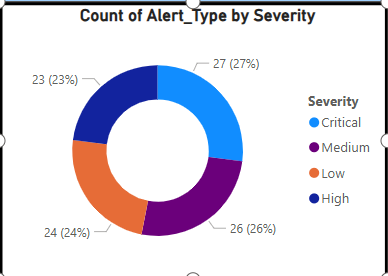 Count of Alert_Type by Severity
27 (27%)
23 (23%)
24 (24%)
26 (26%)
Severity
Critical
Medium
Low
High